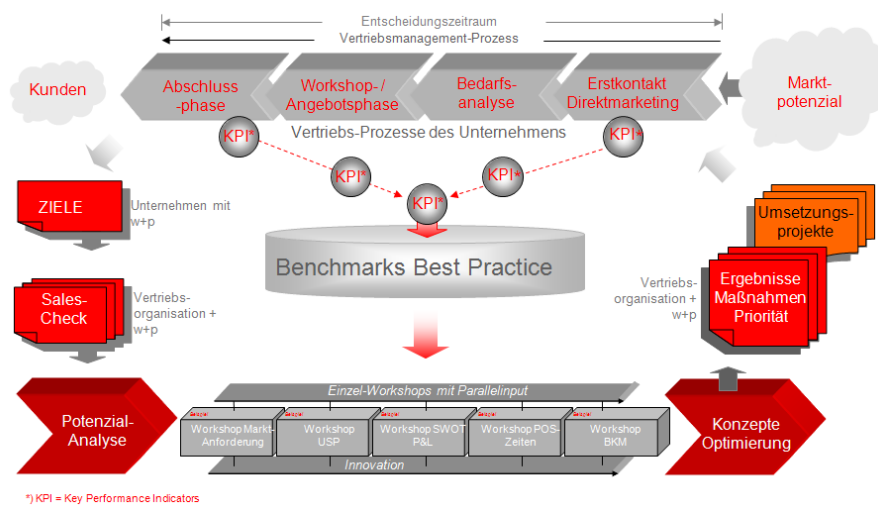 Entscheidungszeitraum
Vertriebsmanagement-Prozess
Kunden
Abschluss
-phase
Workshop- /
Angebotsphase
Bedarfs-
analyse
Erstkontakt
Direktmarketing
Markt-
potenzial
Vertriebs-Prozesse des Unternehmens
KPI*
KPI*
KPI*
KPI*
KPI*
ZIELE
Unternehmen mit
w+p
Umsetzungs-
projekte
Benchmarks Best Practice
Sales-
Check
Vertriebs-
organisation +
w+p
Vertriebs-
organisation +
w+p
Ergebnisse
Maßnahmen
Priorität
Einzel-Workshops mit Parallelinput
Potenzial-
Analyse
Workshop Markt-
Anforderung
Workshop
USP
Workshop SWOT
P&L
Workshop POS-
Zeiten
Workshop
BKM
Konzepte
Optimierung
Innovation
*) KPI = Key Performance Indicators